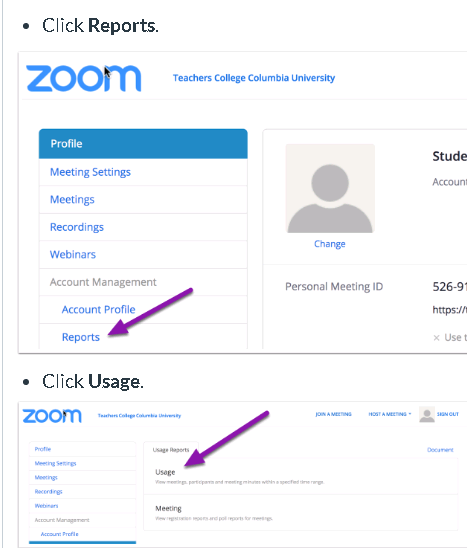 Click Reports.
zoom Teachers College Columbia University
Profile
Meeting Settings
Meetings
Recordings
Webinars
Account Management
Account Profile
Reports
Change
Personal Meeting ID
Stude
Account
526-91
https://t
× Use t
Click Usage.
zoom Teachers College Columbia University JOIN A MEETING HOST A MEETING SIGN OUT
Profile
Meeting Settings
Meetings
Recordings
Webinars
Account Management
Account Profile
Usage Reports Document
Usage
View meetings, participants and meeting minutes within a specified time range.
Meeting
View registration reports and poll reports for meetings.